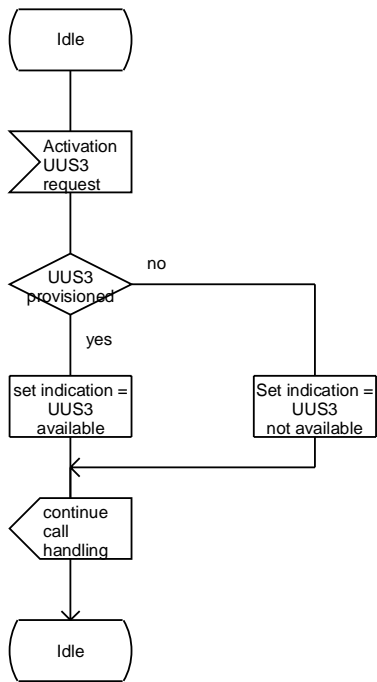 Idle
Activation
UUS3
request
no
UUS3
provisioned
yes
set indication =
UUS3
available
Set indication =
UUS3
not available
continue
call
handling
Idle